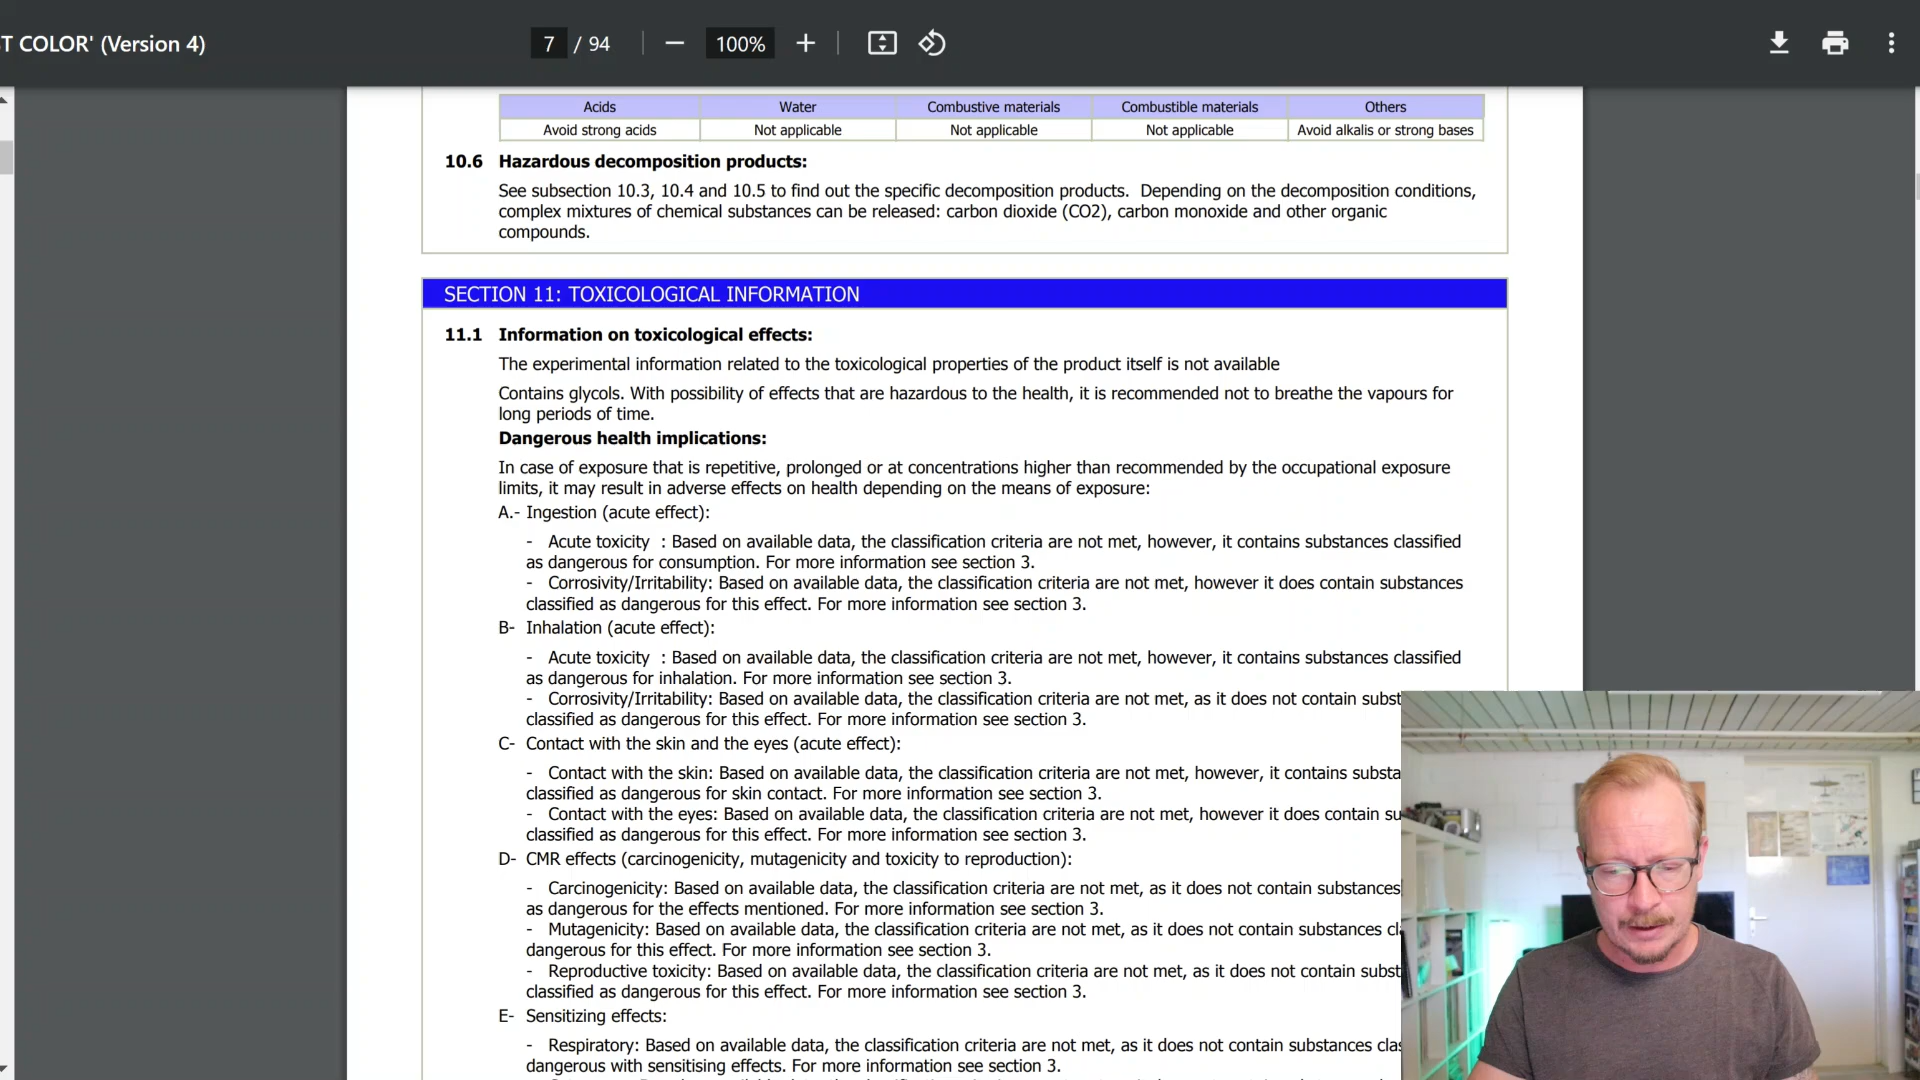 T COLOR' (Version 4)
7 / 94
100%
Acids Water Combustive materials Combustible materials Others
Avoid strong acids Not applicable Not applicable Not applicable Avoid alkalis or strong bases
10.6 Hazardous decomposition products:
See subsection 10.3, 10.4 and 10.5 to find out the specific decomposition products. Depending on the decomposition conditions,
complex mixtures of chemical substances can be released: carbon dioxide (CO2), carbon monoxide and other organic
compounds.
SECTION 11: TOXICOLOGICAL INFORMATION
11.1 Information on toxicological effects:
The experimental information related to the toxicological properties of the product itself is not available
Contains glycols. With possibility of effects that are hazardous to the health, it is recommended not to breathe the vapours for
long periods of time.
Dangerous health implications:
In case of exposure that is repetitive, prolonged or at concentrations higher than recommended by the occupational exposure
limits, it may result in adverse effects on health depending on the means of exposure:
A.- Ingestion (acute effect):
- Acute toxicity : Based on available data, the classification criteria are not met, however, it contains substances classified
as dangerous for consumption. For more information see section 3.
- Corrosivity/Irritability: Based on available data, the classification criteria are not met, however it does contain substances
classified as dangerous for this effect. For more information see section 3.
B- Inhalation (acute effect):
- Acute toxicity : Based on available data, the classification criteria are not met, however, it contains substances classified
as dangerous for inhalation. For more information see section 3.
- Corrosivity/Irritability: Based on available data, the classification criteria are not met, as it does not contain subst
classified as dangerous for this effect. For more information see section 3.
C- Contact with the skin and the eyes (acute effect):
- Contact with the skin: Based on available data, the classification criteria are not met, however, it contains substa
classified as dangerous for skin contact. For more information see section 3.
- Contact with the eyes: Based on available data, the classification criteria are not met, however it does contain su
classified as dangerous for this effect. For more information see section 3.
D- CMR effects (carcinogenicity, mutagenicity and toxicity to reproduction):
- Carcinogenicity: Based on available data, the classification criteria are not met, as it does not contain substances
as dangerous for the effects mentioned. For more information see section 3.
- Mutagenicity: Based on available data, the classification criteria are not met, as it does not contain substances cl
dangerous for this effect. For more information see section 3.
- Reproductive toxicity: Based on available data, the classification criteria are not met, as it does not contain subst
classified as dangerous for this effect. For more information see section 3.
E- Sensitizing effects:
- Respiratory: Based on available data, the classification criteria are not met, as it does not contain substances clas
dangerous with sensitising effects. For more information see section 3.